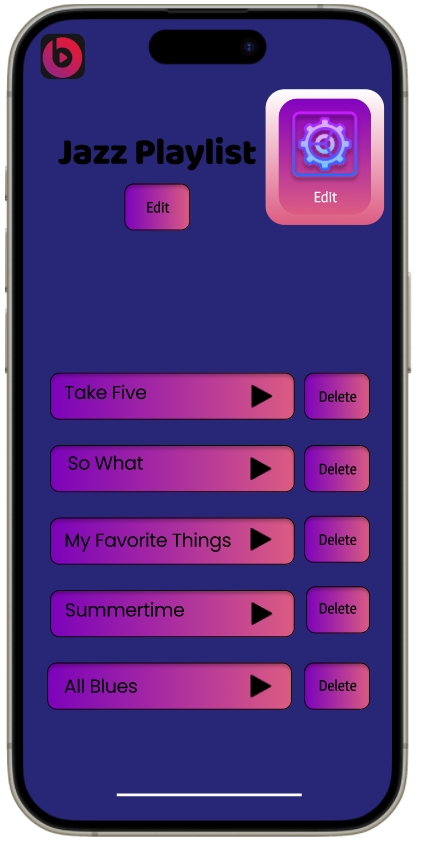 Jazz Playlist
Edit
Edit
Take Five
Delete
So What
Delete
My Favorite Things
Delete
Summertime
Delete
All Blues
Delete